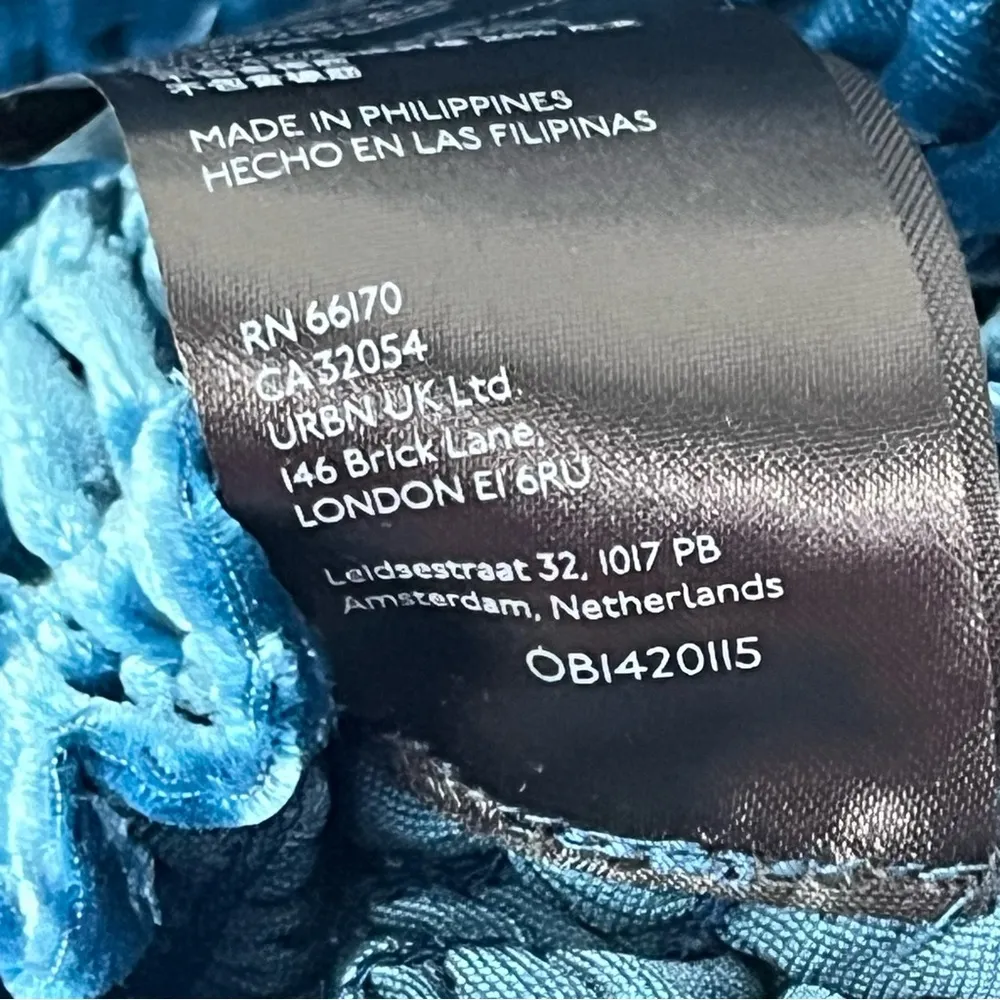 MADE IN PHILIPPINES
HECHO EN LAS FILIPINAS
RN 66170
CA 32054
URBN UK Ltd.
146 Brick Lane,
LONDON E1 6RU
Leidsestraat 32, 1017 PB
Amsterdam, Netherlands
OB1420115